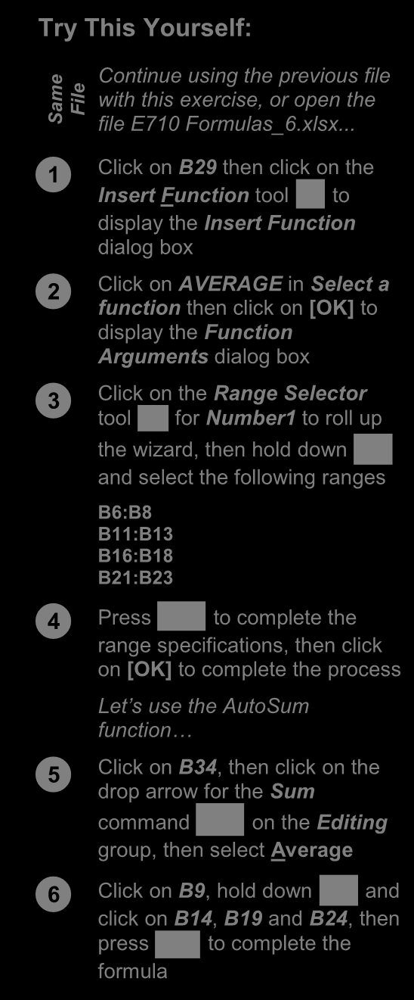 Try This Yourself:
Same
File
Continue using the previous file
with this exercise, or open the
file E710 Formulas_6.xlsx...
1
Click on B29 then click on the
Insert Function tool to
display the Insert Function
dialog box
2
Click on AVERAGE in Select a
function then click on [OK] to
display the Function
Arguments dialog box
3
Click on the Range Selector
tool for Number1 to roll up
the wizard, then hold down
and select the following ranges
B6:B8
B11:B13
B16:B18
B21:B23
4
Press to complete the
range specifications, then click
on [OK] to complete the process
Let's use the AutoSum
function…
5
Click on B34, then click on the
drop arrow for the Sum
command on the Editing
group, then select Average
6
Click on B9, hold down and
click on B14, B19 and B24, then
press to complete the
formula